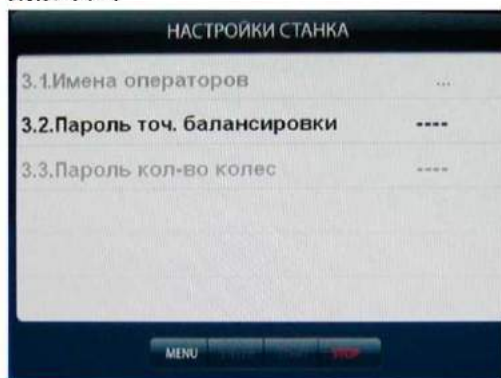 НАСТРОЙКИ СТАНКА
3.1.Имена операторов ...
3.2.Пароль точ. балансировки ----
3.3.Пароль кол-во колес ----
MENU STOP